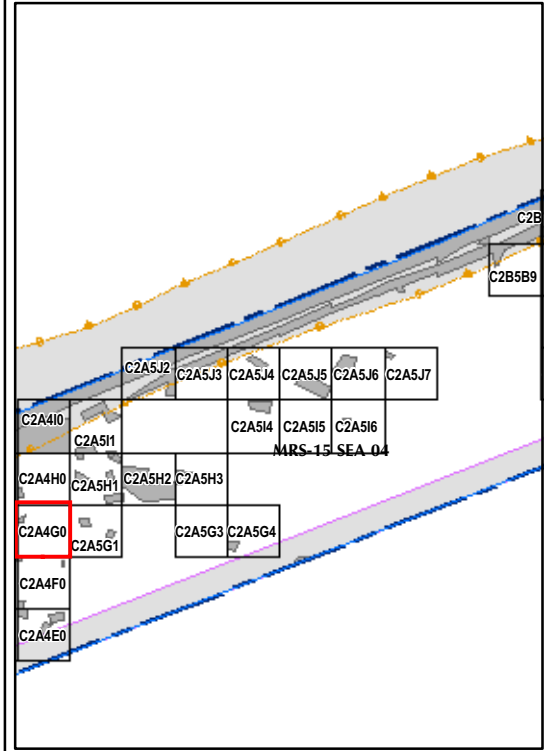 C2B
C2B5B9
C2A5J2
C2A5J3
C2A5J4
C2A5J5
C2A5J6
C2A5J7
C2A4I0
C2A5I1
C2A5I4
C2A5I5
C2A5I6
MRS-15 SEA 04
C2A4H0
C2A5H1
C2A5H2
C2A5H3
C2A4G0
C2A5G1
C2A5G3
C2A5G4
C2A4F0
C2A4E0